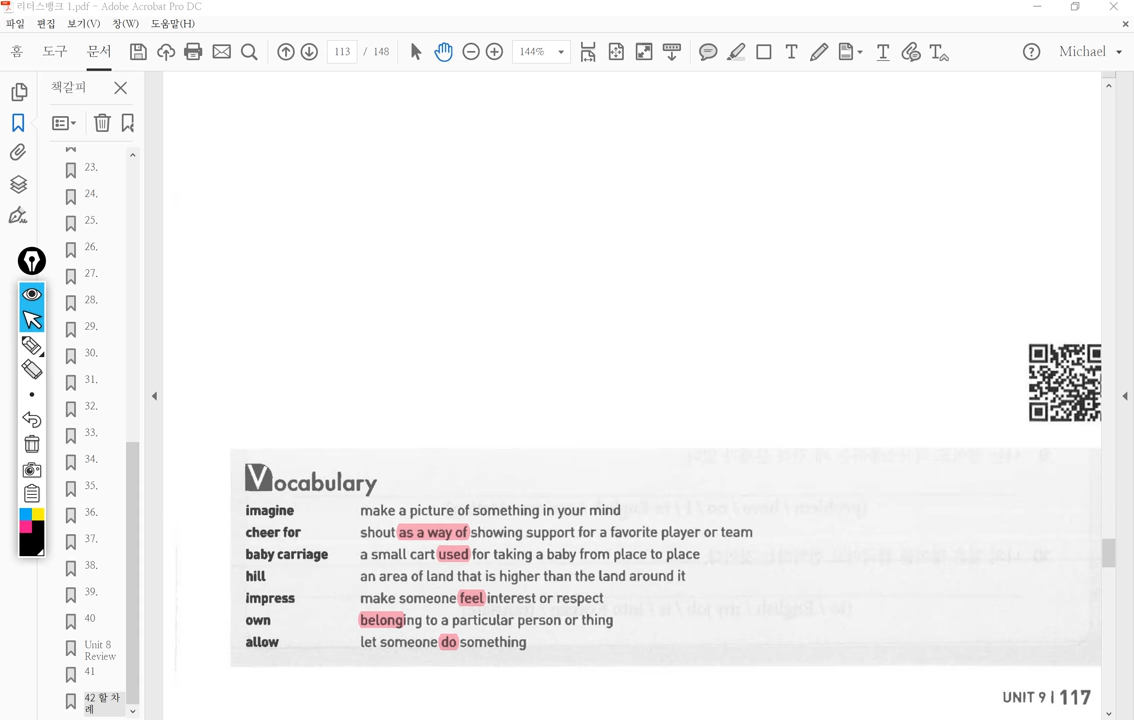 리더스뱅크 1.pdf - Adobe Acrobat Pro DC
파일 편집 보기(V) 창(W) 도움말(H)
홈 도구 문서 113 / 148 144% Michael
책갈피
23.
24.
25.
26.
27.
28.
29.
30.
31.
32.
33.
34.
35.
36.
37.
38.
39.
40
Unit 8
Review
41
42 할 차
례
Vocabulary
imagine make a picture of something in your mind
cheer for shout as a way of showing support for a favorite player or team
baby carriage a small cart used for taking a baby from place to place
hill an area of land that is higher than the land around it
impress make someone feel interest or respect
own belonging to a particular person or thing
allow let someone do something
UNIT 9 | 117